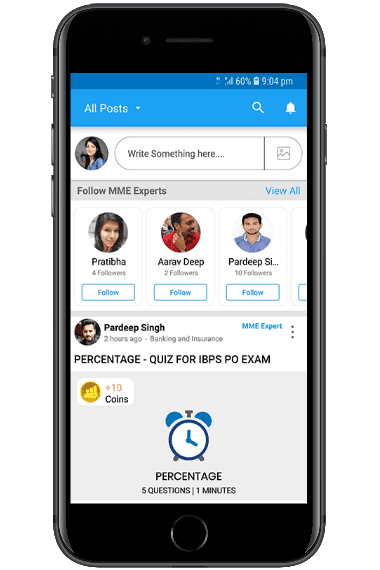 60% 9:04 pm
All Posts
Write Something here....
Follow MME Experts
View All
Pratibha
4 Followers
Follow
Aarav Deep
2 Followers
Follow
Pardeep Si...
10 Followers
Follow
Pardeep Singh
MME Expert
2 hours ago - Banking and Insurance
PERCENTAGE - QUIZ FOR IBPS PO EXAM
+10
Coins
PERCENTAGE
5 QUESTIONS | 1 MINUTES